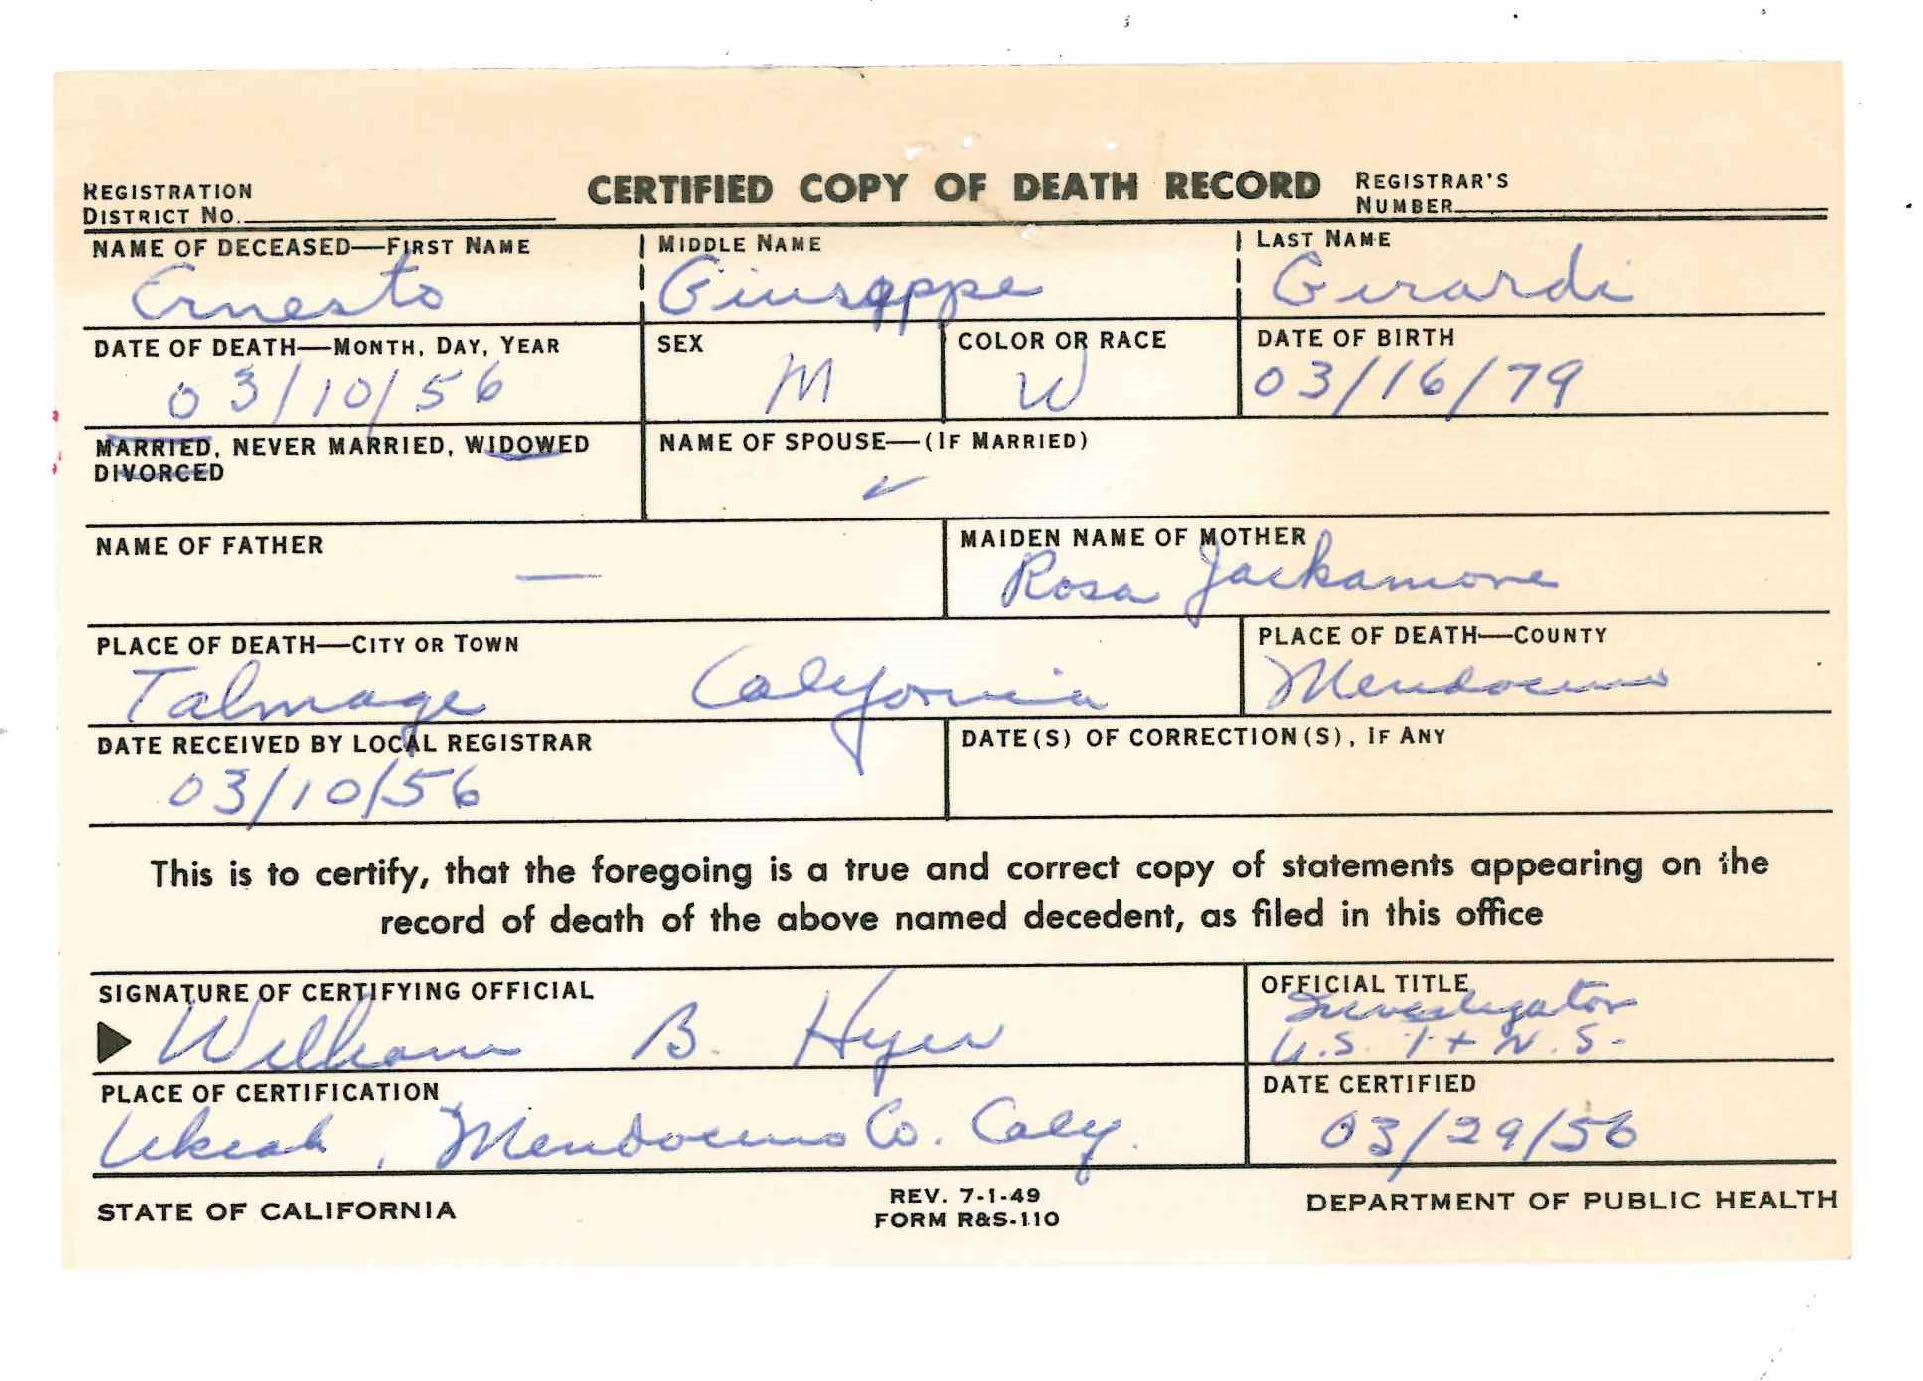 REGISTRATION
DISTRICT NO.
CERTIFIED COPY OF DEATH RECORD
REGISTRAR'S
NUMBER
NAME OF DECEASED—FIRST NAME
MIDDLE NAME
LAST NAME
Ernesto
Giuseppe
Girardi
DATE OF DEATH—MONTH, DAY, YEAR
SEX
COLOR OR RACE
DATE OF BIRTH
03/10/56
M
W
03/16/79
MARRIED, NEVER MARRIED, WIDOWED
DIVORCED
NAME OF SPOUSE—(IF MARRIED)
✓
NAME OF FATHER
—
MAIDEN NAME OF MOTHER
Rosa Jackamore
PLACE OF DEATH—CITY OR TOWN
Talmage California
PLACE OF DEATH—COUNTY
Mendocino
DATE RECEIVED BY LOCAL REGISTRAR
03/10/56
DATE(S) OF CORRECTION(S), IF ANY
This is to certify, that the foregoing is a true and correct copy of statements appearing on the
record of death of the above named decedent, as filed in this office
SIGNATURE OF CERTIFYING OFFICIAL
William B. Hyer
OFFICIAL TITLE
Investigator
U.S. I + N.S.
PLACE OF CERTIFICATION
Ukiah, Mendocino Co. Calif.
DATE CERTIFIED
03/29/56
STATE OF CALIFORNIA
REV. 7-1-49
FORM R&S-110
DEPARTMENT OF PUBLIC HEALTH